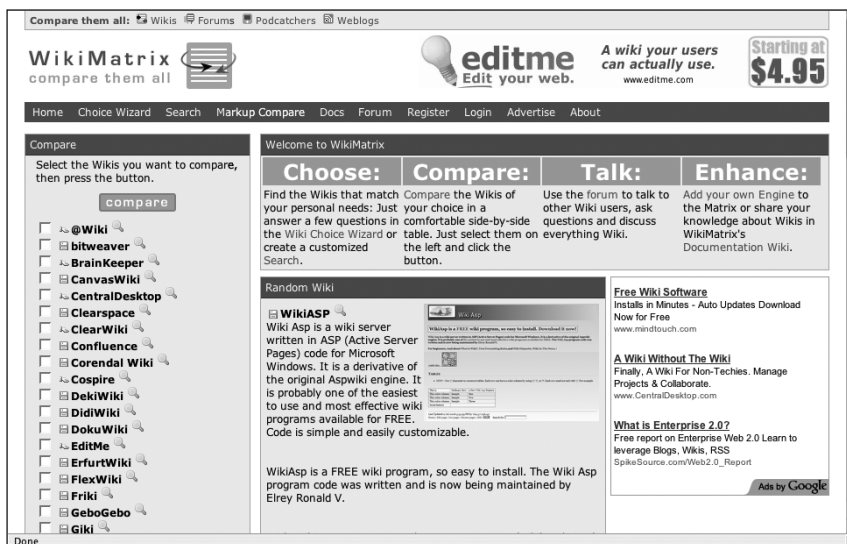 Compare them all: Wikis Forums Podcatchers Weblogs
WikiMatrix
compare them all
editme
Edit your web.
A wiki your users
can actually use.
www.editme.com
Starting at
$4.95
Home Choice Wizard Search Markup Compare Docs Forum Register Login Advertise About
Compare
Select the Wikis you want to compare,
then press the button.
compare
@Wiki
bitweaver
BrainKeeper
CanvasWiki
CentralDesktop
Clearspace
ClearWiki
Confluence
Corendal Wiki
Cospire
DekiWiki
DidiWiki
DokuWiki
EditMe
ErfurtWiki
FlexWiki
Friki
GeboGebo
Giki
Welcome to WikiMatrix
Choose:
Find the Wikis that match
your personal needs: Just
answer a few questions in
the Wiki Choice Wizard or
create a customized
Search.
Compare:
Compare the Wikis of
your choice in a
comfortable side-by-side
table. Just select them on
the left and click the
button.
Talk:
Use the forum to talk to
other Wiki users, ask
questions and discuss
everything Wiki.
Enhance:
Add your own Engine to
the Matrix or share your
knowledge about Wikis in
WikiMatrix's
Documentation Wiki.
Random Wiki
WikiASP
Wiki Asp is a wiki server
written in ASP (Active Server
Pages) code for Microsoft
Windows. It is a derivative of
the original Aspwiki engine. It
is probably one of the easiest
to use and most effective wiki
programs available for FREE.
Code is simple and easily customizable.
Wiki Asp
WikiAsp is a FREE wiki program, so easy to install. Download it now!
WikiAsp is a FREE wiki program, so easy to install. The Wiki Asp
program code was written and is now being maintained by
Elrey Ronald V.
Free Wiki Software
Installs in Minutes - Auto Updates Download
Now for Free
www.mindtouch.com
A Wiki Without The Wiki
Finally, A Wiki For Non-Techies. Manage
Projects & Collaborate.
www.CentralDesktop.com
What is Enterprise 2.0?
Free report on Enterprise Web 2.0 Learn to
leverage Blogs, Wikis, RSS
SpikeSource.com/Web2.0_Report
Ads by Google
Done